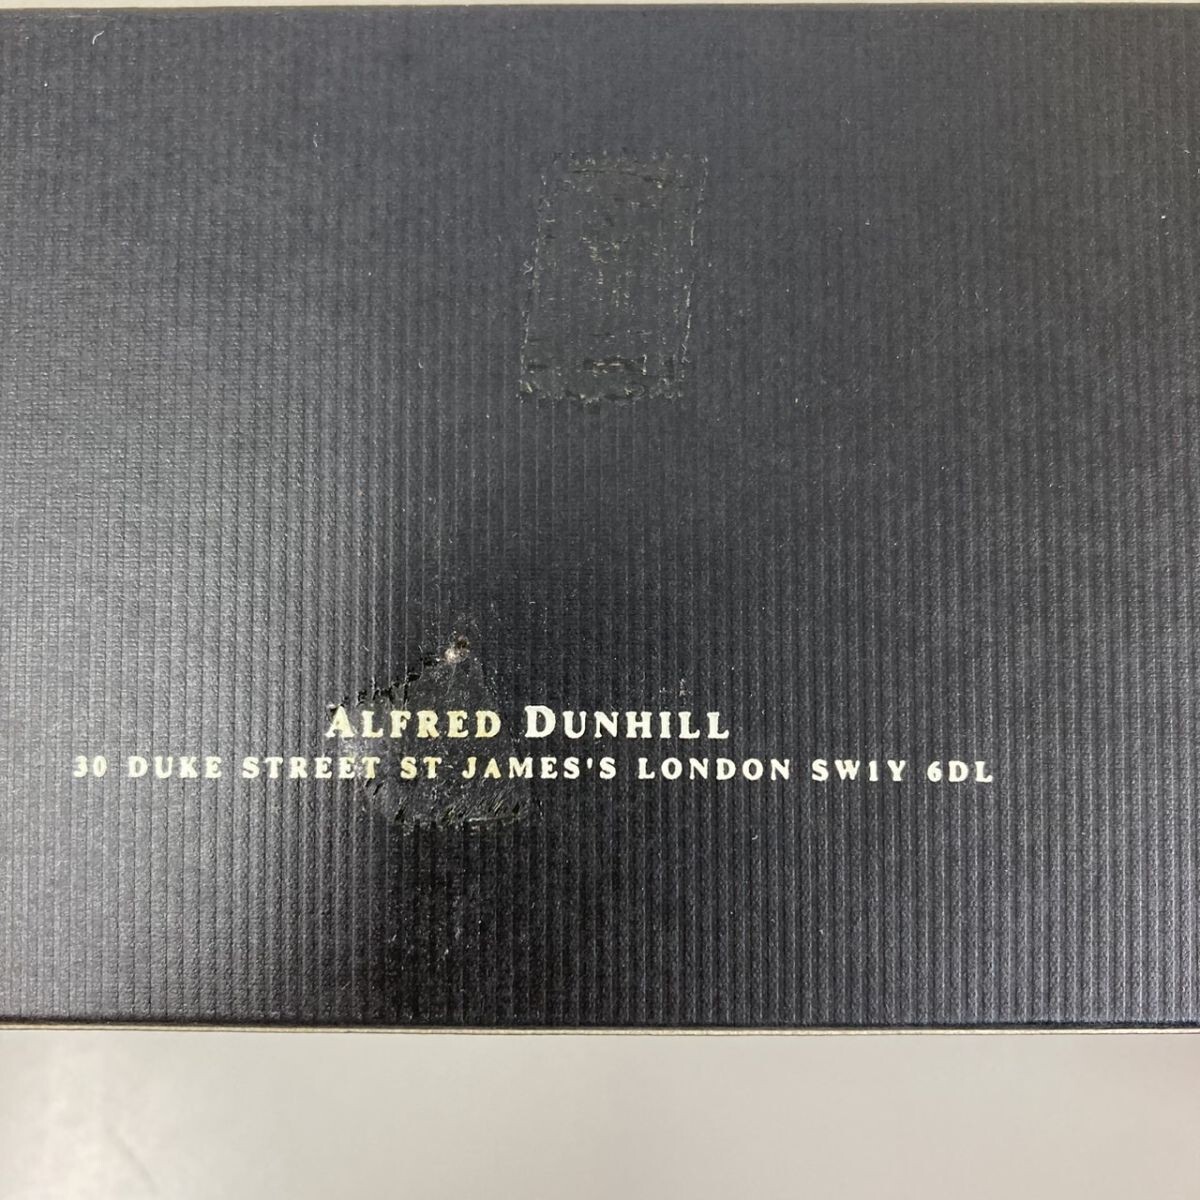 ALFRED DUNHILL
30 DUKE STREET ST JAMES'S LONDON SW1Y 6DL